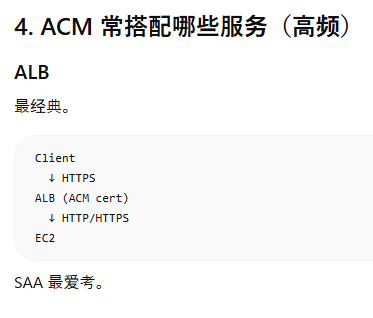 4. ACM 常搭配哪些服务（高频）
ALB
最经典。
Client
↓ HTTPS
ALB (ACM cert)
↓ HTTP/HTTPS
EC2
SAA 最爱考。